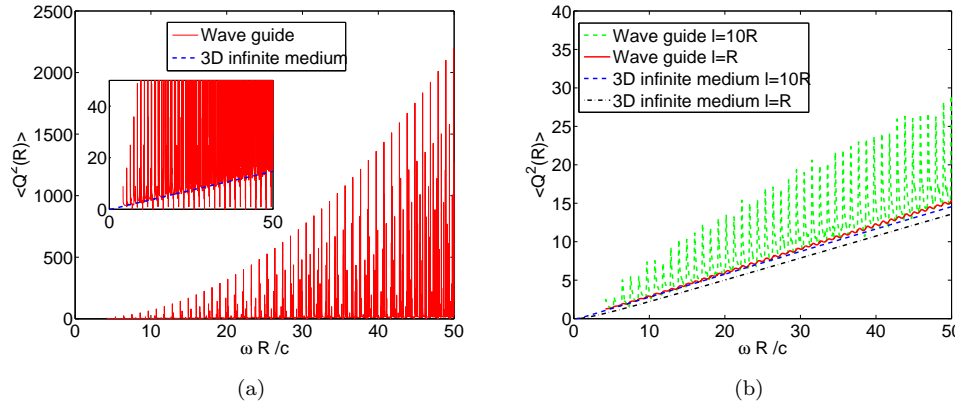 2500
2000
1500
1000
500
0
0 10 20 30 40 50
<Q²(R)>
ω R /c
Wave guide
3D infinite medium
40
20
0
0 50
(a)
40
35
30
25
20
15
10
5
0
0 10 20 30 40 50
<Q²(R)>
ω R /c
Wave guide l=10R
Wave guide l=R
3D infinite medium l=10R
3D infinite medium l=R
(b)